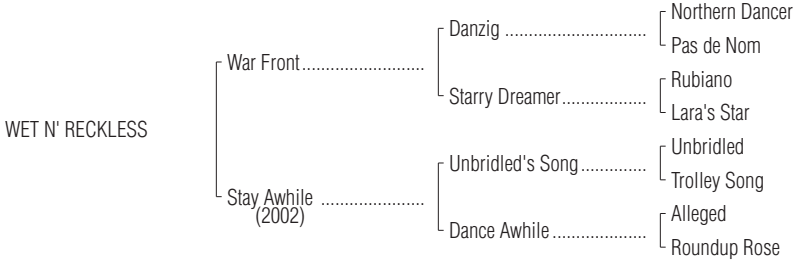 Northern Dancer
Danzig ..............................
Pas de Nom
War Front..........................
Rubiano
Starry Dreamer..................
Lara's Star
WET N' RECKLESS
Unbridled
Unbridled's Song..............
Trolley Song
Stay Awhile ......................
(2002)
Alleged
Dance Awhile ....................
Roundup Rose